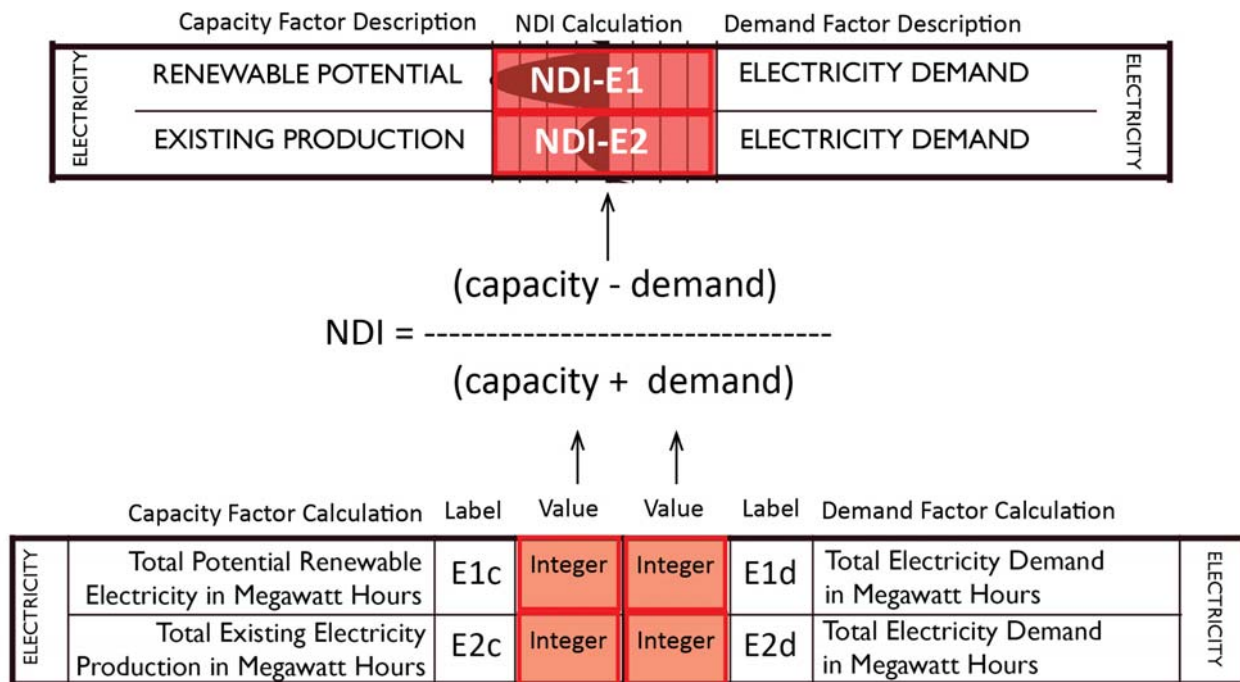 Capacity Factor Description NDI Calculation Demand Factor Description
ELECTRICITY
RENEWABLE POTENTIAL NDI-E1 ELECTRICITY DEMAND
EXISTING PRODUCTION NDI-E2 ELECTRICITY DEMAND
ELECTRICITY
(capacity - demand)
NDI = ---------------------------------
(capacity + demand)
Capacity Factor Calculation Label Value Value Label Demand Factor Calculation
ELECTRICITY
Total Potential Renewable
Electricity in Megawatt Hours
E1c Integer Integer E1d
Total Electricity Demand
in Megawatt Hours
Total Existing Electricity
Production in Megawatt Hours
E2c Integer Integer E2d
Total Electricity Demand
in Megawatt Hours
ELECTRICITY